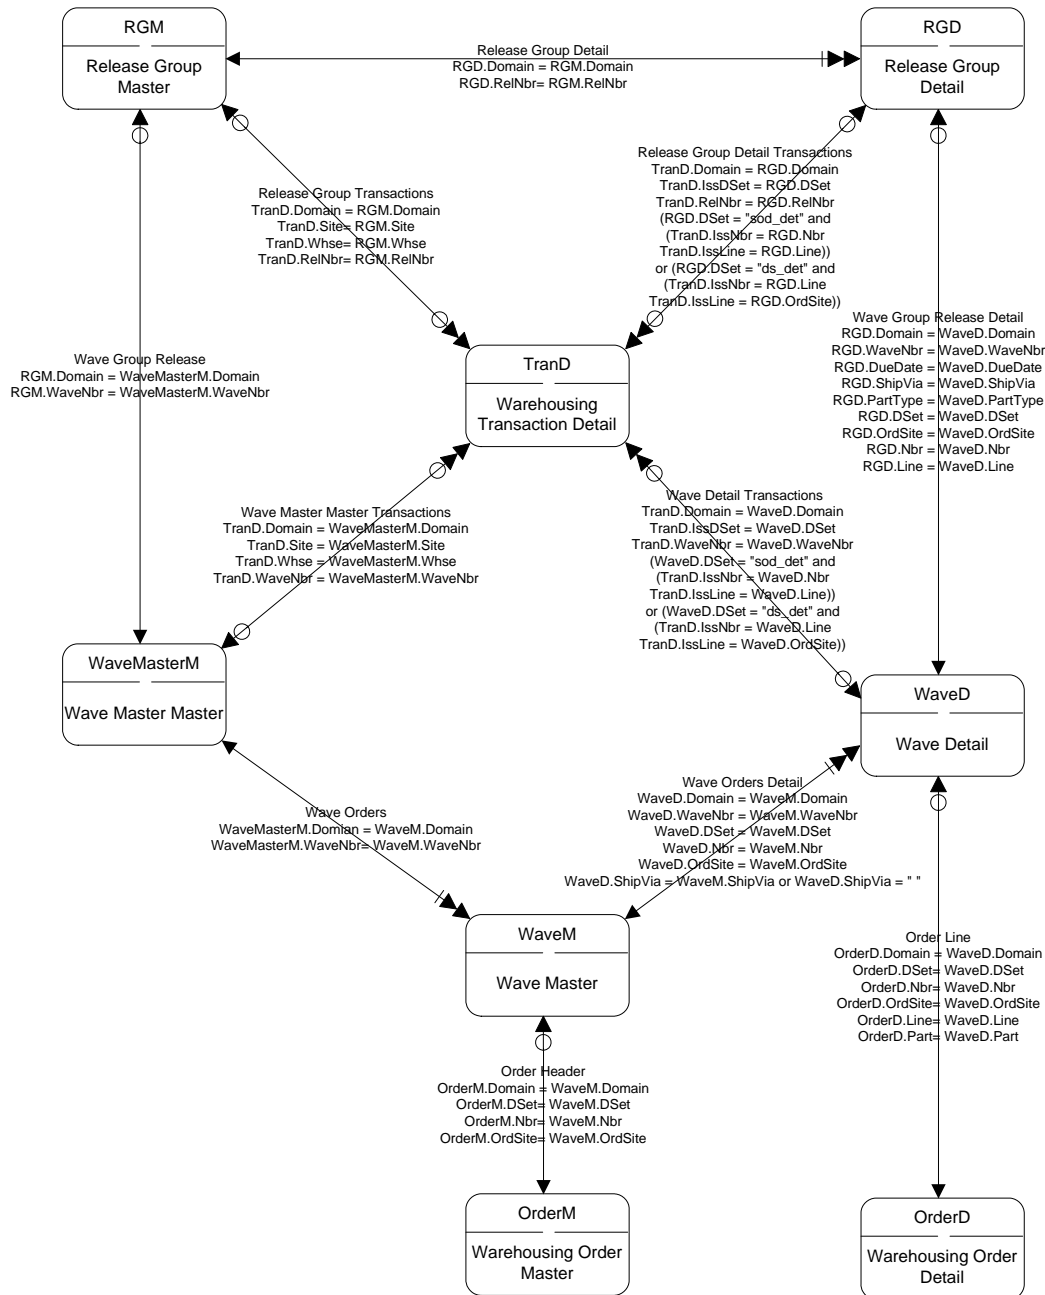 RGM
Release Group
Master
RGD
Release Group
Detail
Release Group Detail
RGD.Domain = RGM.Domain
RGD.RelNbr= RGM.RelNbr
Release Group Transactions
TranD.Domain = RGM.Domain
TranD.Site= RGM.Site
TranD.Whse= RGM.Whse
TranD.RelNbr= RGM.RelNbr
Release Group Detail Transactions
TranD.Domain = RGD.Domain
TranD.IssDSet = RGD.DSet
TranD.RelNbr = RGD.RelNbr
(RGD.DSet = "sod_det" and
(TranD.IssNbr = RGD.Nbr
TranD.IssLine = RGD.Line))
or (RGD.DSet = "ds_det" and
(TranD.IssNbr = RGD.Line
TranD.IssLine = RGD.OrdSite))
Wave Group Release
RGM.Domain = WaveMasterM.Domain
RGM.WaveNbr = WaveMasterM.WaveNbr
TranD
Warehousing
Transaction Detail
Wave Group Release Detail
RGD.Domain = WaveD.Domain
RGD.WaveNbr = WaveD.WaveNbr
RGD.DueDate = WaveD.DueDate
RGD.ShipVia = WaveD.ShipVia
RGD.PartType = WaveD.PartType
RGD.DSet = WaveD.DSet
RGD.OrdSite = WaveD.OrdSite
RGD.Nbr = WaveD.Nbr
RGD.Line = WaveD.Line
Wave Master Master Transactions
TranD.Domain = WaveMasterM.Domain
TranD.Site = WaveMasterM.Site
TranD.Whse = WaveMasterM.Whse
TranD.WaveNbr = WaveMasterM.WaveNbr
Wave Detail Transactions
TranD.Domain = WaveD.Domain
TranD.IssDSet = WaveD.DSet
TranD.WaveNbr = WaveD.WaveNbr
(WaveD.DSet = "sod_det" and
(TranD.IssNbr = WaveD.Nbr
TranD.IssLine = WaveD.Line))
or (WaveD.DSet = "ds_det" and
(TranD.IssNbr = WaveD.Line
TranD.IssLine = WaveD.OrdSite))
WaveMasterM
Wave Master Master
WaveD
Wave Detail
Wave Orders
WaveMasterM.Domian = WaveM.Domain
WaveMasterM.WaveNbr= WaveM.WaveNbr
Wave Orders Detail
WaveD.Domain = WaveM.Domain
WaveD.WaveNbr = WaveM.WaveNbr
WaveD.DSet = WaveM.DSet
WaveD.Nbr = WaveM.Nbr
WaveD.OrdSite = WaveM.OrdSite
WaveD.ShipVia = WaveM.ShipVia or WaveD.ShipVia = " "
WaveM
Wave Master
Order Line
OrderD.Domain = WaveD.Domain
OrderD.DSet= WaveD.DSet
OrderD.Nbr= WaveD.Nbr
OrderD.OrdSite= WaveD.OrdSite
OrderD.Line= WaveD.Line
OrderD.Part= WaveD.Part
Order Header
OrderM.Domain = WaveM.Domain
OrderM.DSet= WaveM.DSet
OrderM.Nbr= WaveM.Nbr
OrderM.OrdSite= WaveM.OrdSite
OrderM
Warehousing Order
Master
OrderD
Warehousing Order
Detail